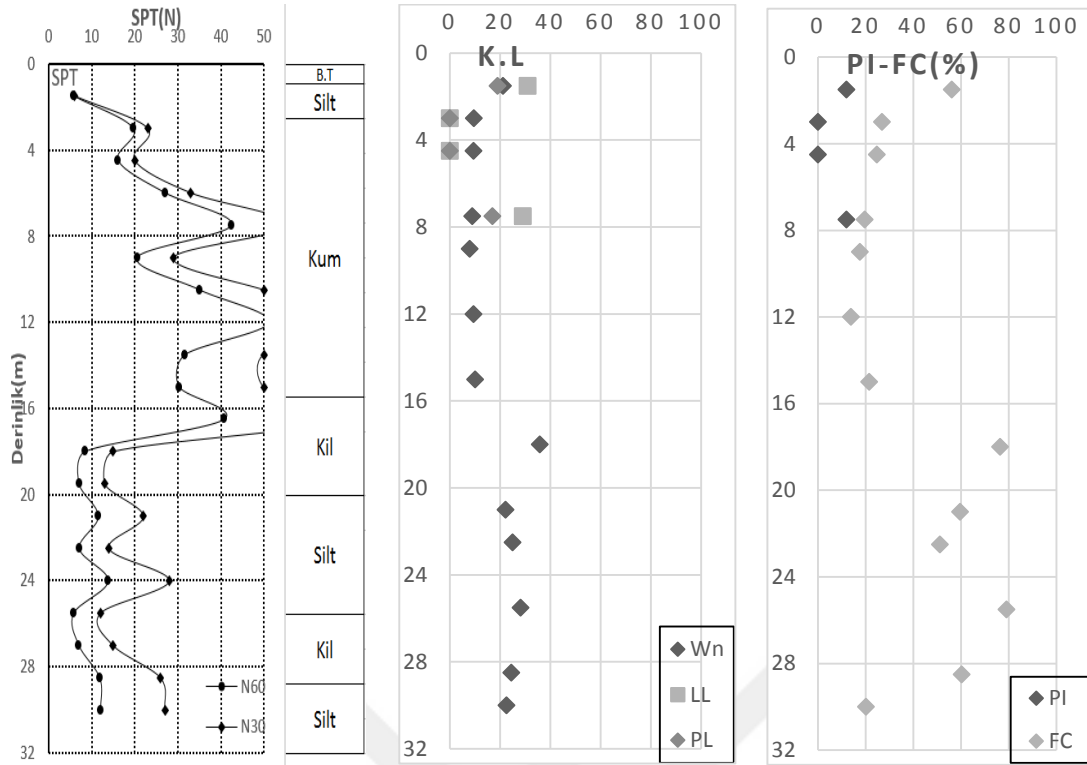 SPT(N)
0 10 20 30 40 50
SPT
0
4
8
12
16
20
24
28
32
Derinlik(m)
N60
N30
B.T
Silt
Kum
Kil
Silt
Kil
Silt
0 20 40 60 80 100
K.L
0
4
8
12
16
20
24
28
32
Wn
LL
PL
0 20 40 60 80 100
PI-FC(%)
0
4
8
12
16
20
24
28
32
PI
FC